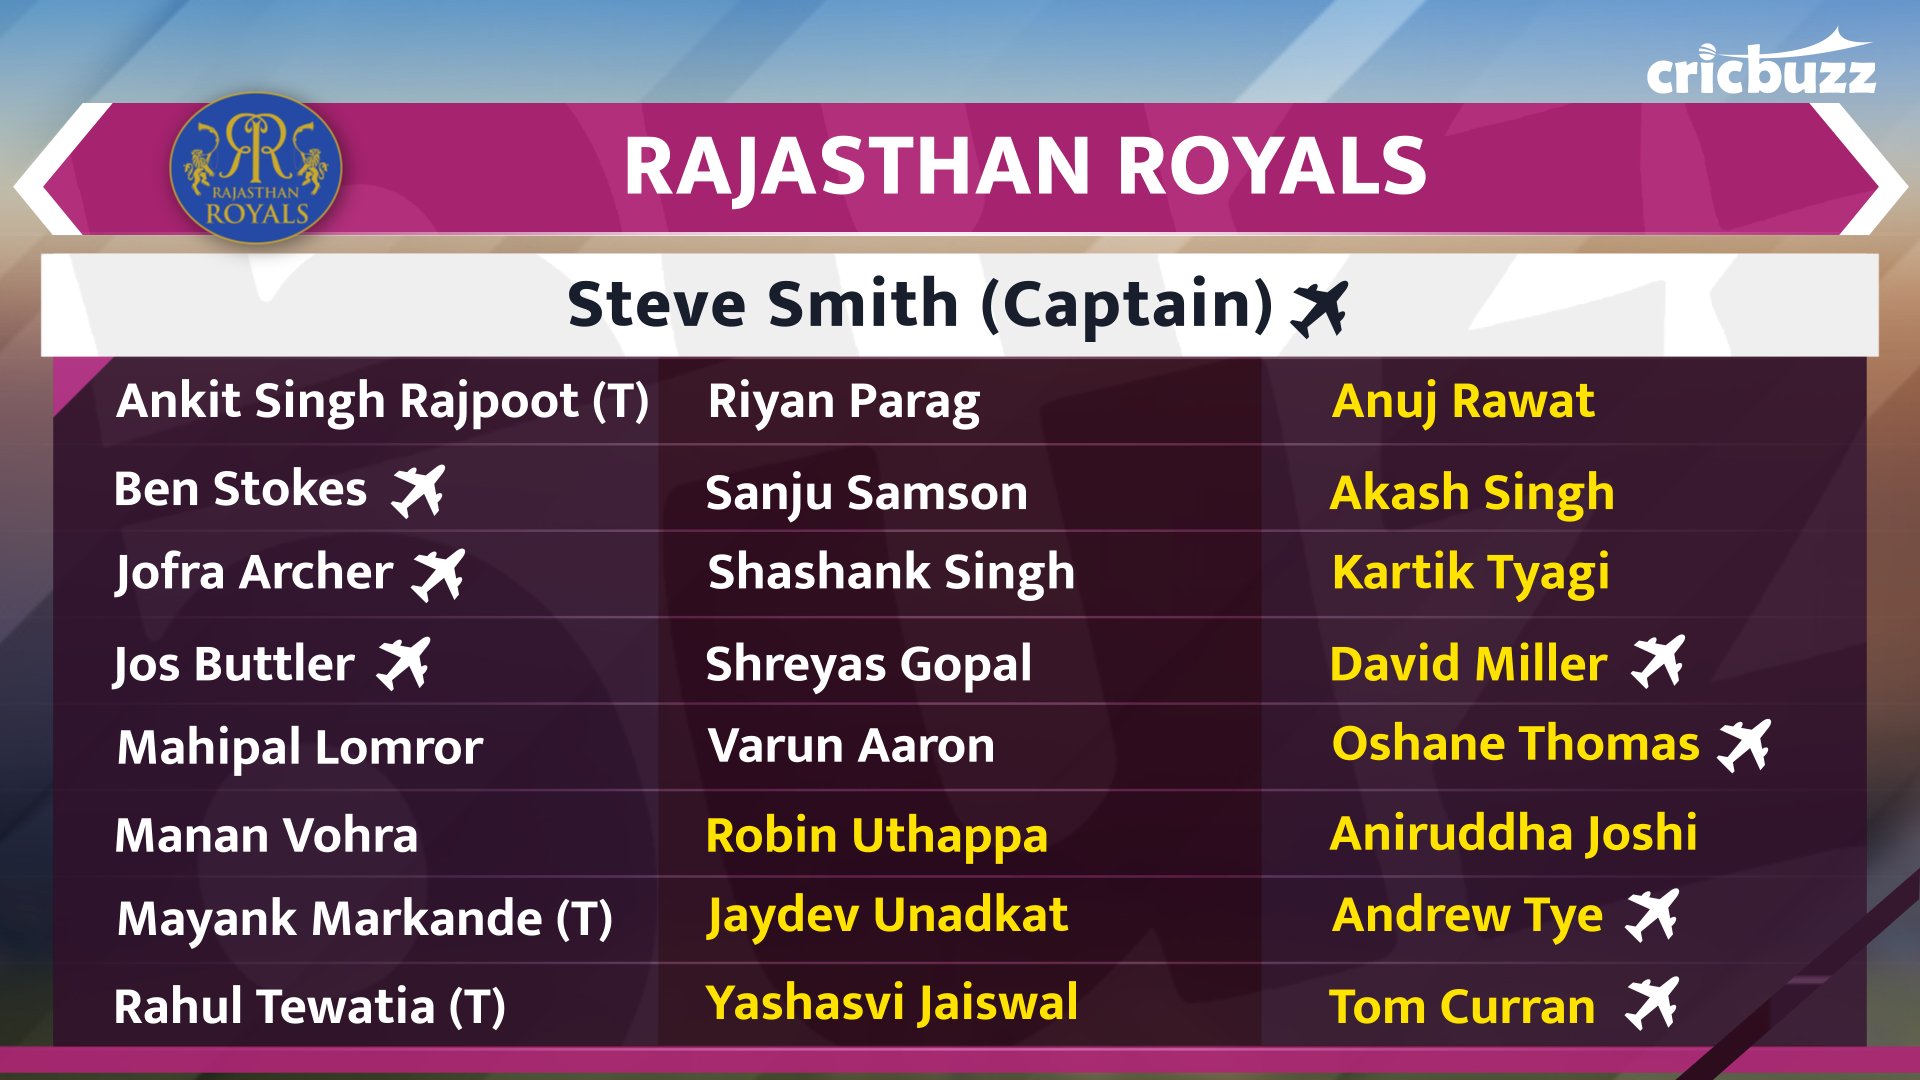 cricbuzz
RAJASTHAN
ROYALS
RAJASTHAN ROYALS
Steve Smith (Captain)
Ankit Singh Rajpoot (T)
Ben Stokes
Jofra Archer
Jos Buttler
Mahipal Lomror
Manan Vohra
Mayank Markande (T)
Rahul Tewatia (T)
Riyan Parag
Sanju Samson
Shashank Singh
Shreyas Gopal
Varun Aaron
Robin Uthappa
Jaydev Unadkat
Yashasvi Jaiswal
Anuj Rawat
Akash Singh
Kartik Tyagi
David Miller
Oshane Thomas
Aniruddha Joshi
Andrew Tye
Tom Curran